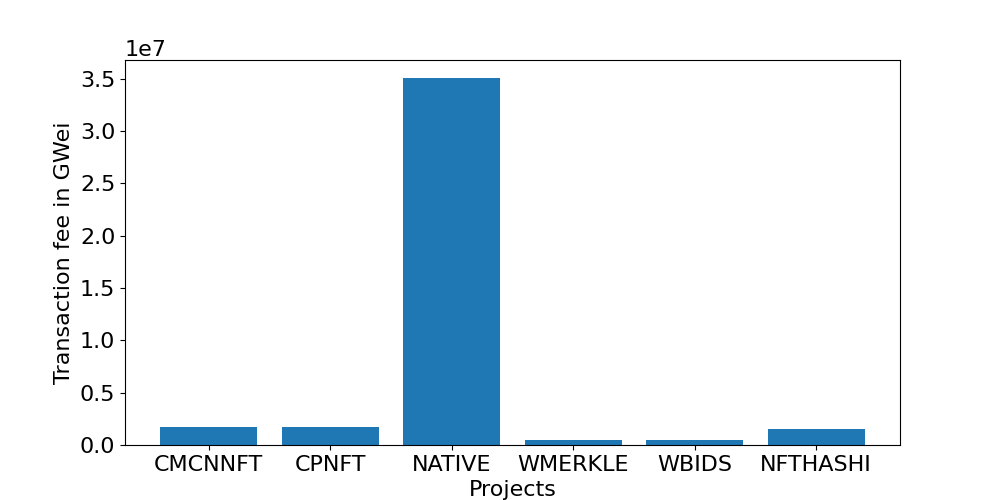 1e7
3.5
3.0
2.5
2.0
1.5
1.0
0.5
0.0
Transaction fee in GWei
CMCNNFT CPNFT NATIVE WMERKLE WBIDS NFTHASHI
Projects